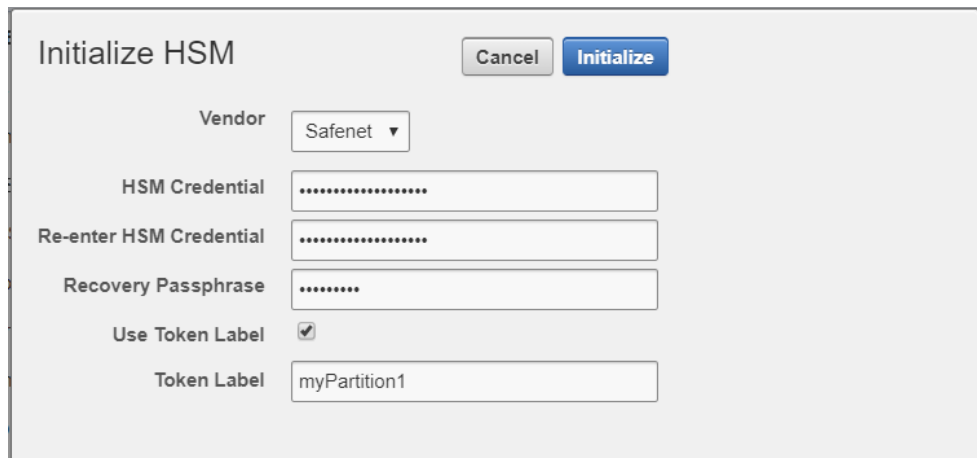 Initialize HSM
Cancel
Initialize
Vendor
Safenet
HSM Credential
•••••••••••••••••••
Re-enter HSM Credential
•••••••••••••••••••
Recovery Passphrase
•••••••••
Use Token Label
Token Label
myPartition1